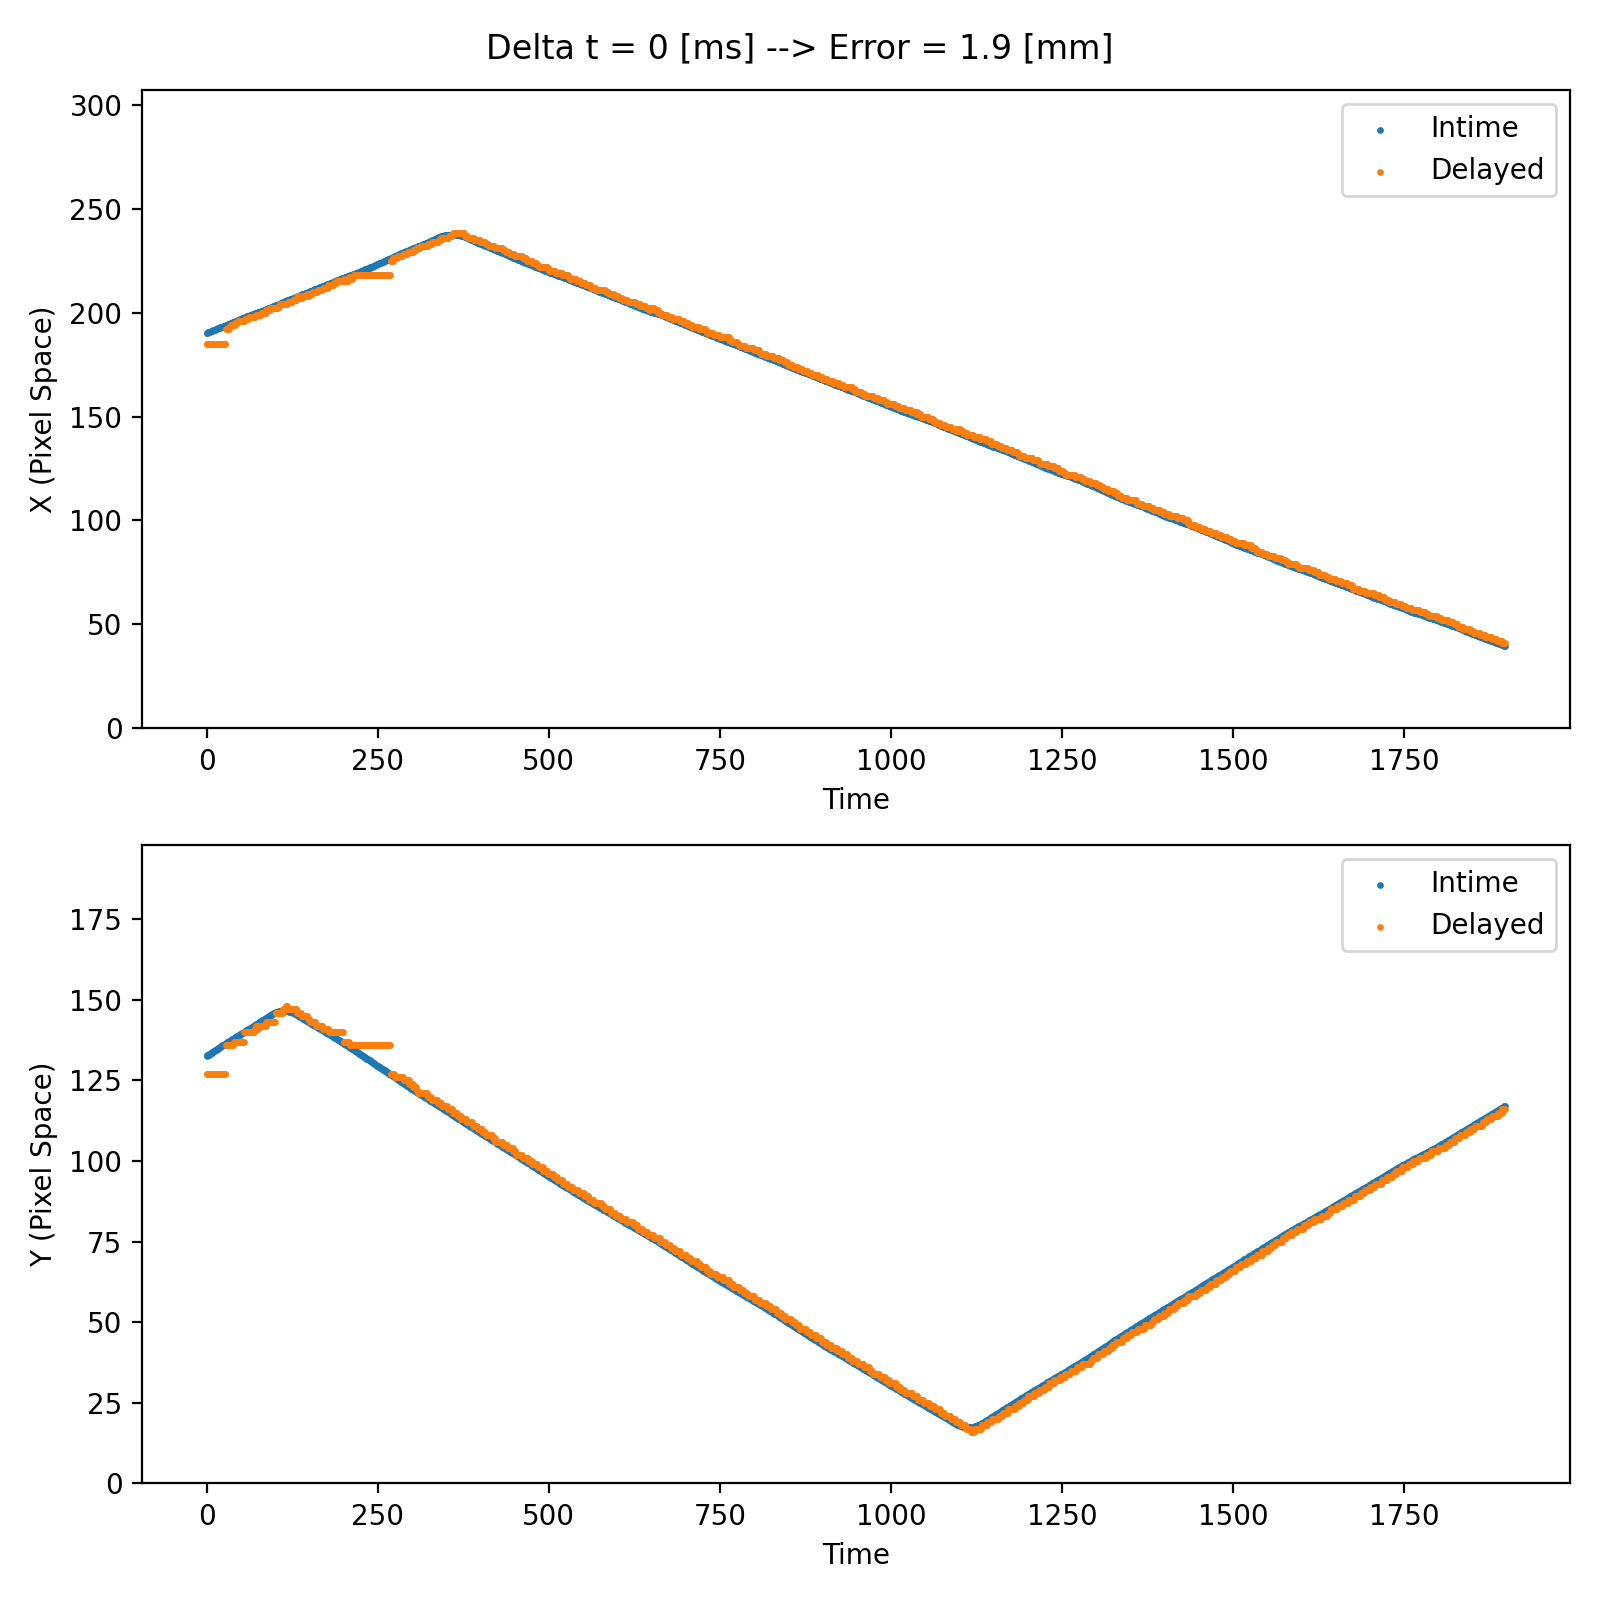 Delta t = 0 [ms] --> Error = 1.9 [mm]
300
250
200
150
100
50
0
X (Pixel Space)
Intime
Delayed
0 250 500 750 1000 1250 1500 1750
Time
175
150
125
100
75
50
25
0
Y (Pixel Space)
Intime
Delayed
0 250 500 750 1000 1250 1500 1750
Time